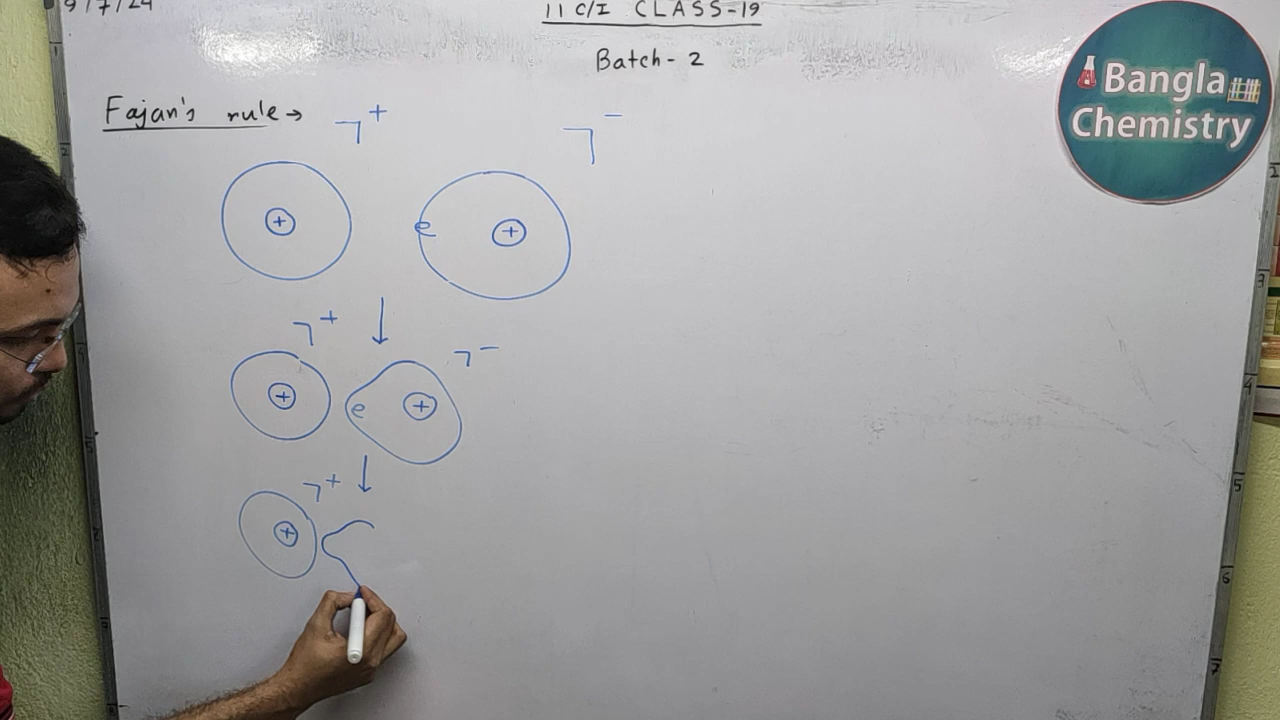 9/7/24
11 C/I CLASS-19
Batch - 2
Bangla
Chemistry
Fajan's rule →
ㄱ+
ㄱ-
+
e
+
ㄱ+
ㄱ-
+
e
+
ㄱ+
+